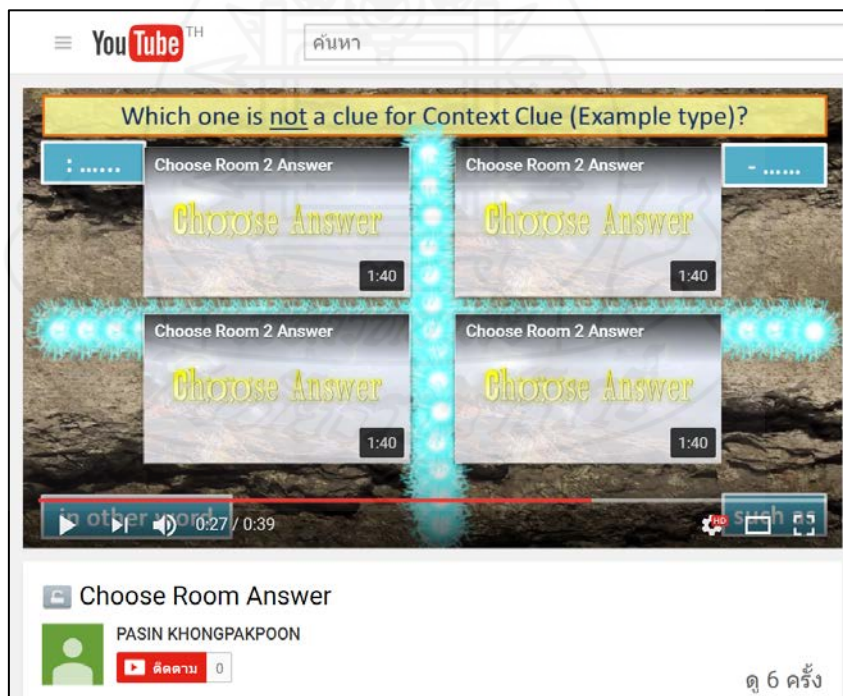 YouTube TH
ค้นหา
Which one is not a clue for Context Clue (Example type)?
: ......
- ......
Choose Room 2 Answer
Choose Room 2 Answer
Choose Answer
Choose Answer
1:40
1:40
Choose Room 2 Answer
Choose Room 2 Answer
Choose Answer
Choose Answer
1:40
1:40
in other word
such as
0:27 / 0:39
HD
Choose Room Answer
PASIN KHONGPAKPOON
ติดตาม 0
ดู 6 ครั้ง